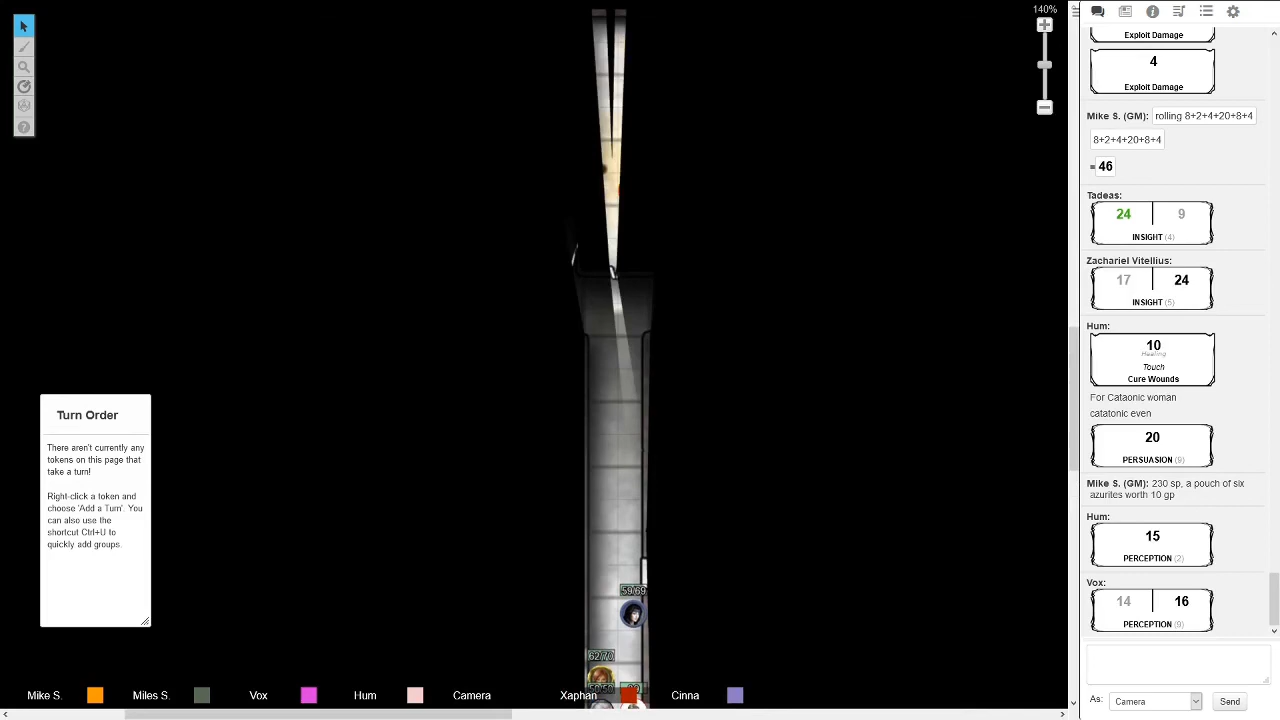 140%
Exploit Damage
4
Exploit Damage
Mike S. (GM): rolling 8+2+4+20+8+4
8+2+4+20+8+4
=46
Tadeas:
24 9
INSIGHT (4)
Zachariel Vitellius:
17 24
INSIGHT (5)
Hum:
10
Healing
Touch
Cure Wounds
For Cataonic woman
catatonic even
20
PERSUASION (9)
Mike S. (GM): 230 sp, a pouch of six
azurites worth 10 gp
Hum:
15
PERCEPTION (2)
Vox:
14 16
PERCEPTION (9)
As: Camera Send
Turn Order
There aren't currently any
tokens on this page that
take a turn!
Right-click a token and
choose 'Add a Turn'. You
can also use the
shortcut Ctrl+U to
quickly add groups.
59/69
62/70
50/50
Mike S. Miles S. Vox Hum Camera Xaphan Cinna